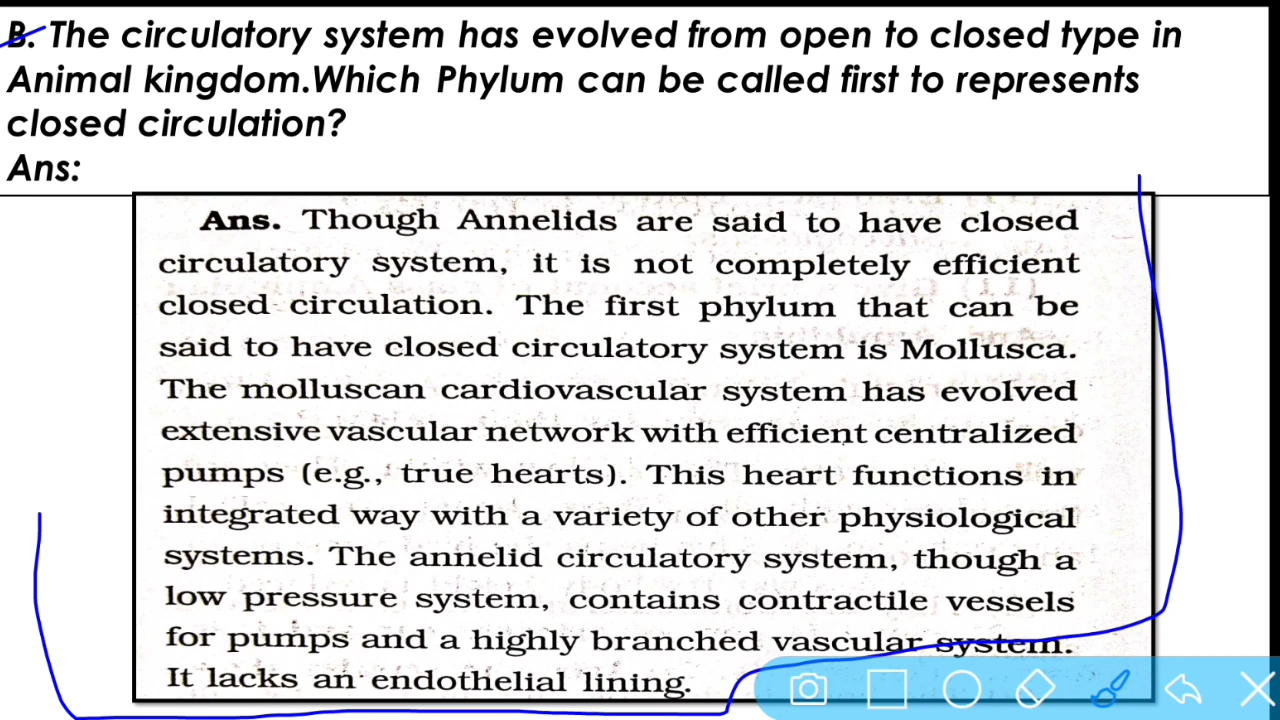 B. The circulatory system has evolved from open to closed type in
Animal kingdom.Which Phylum can be called first to represents
closed circulation?
Ans:
Ans. Though Annelids are said to have closed
circulatory system, it is not completely efficient
closed circulation. The first phylum that can be
said to have closed circulatory system is Mollusca.
The molluscan cardiovascular system has evolved
extensive vascular network with efficient centralized
pumps (e.g., true hearts). This heart functions in
integrated way with a variety of other physiological
systems. The annelid circulatory system, though a
low pressure system, contains contractile vessels
for pumps and a highly branched vascular system.
It lacks an endothelial lining.